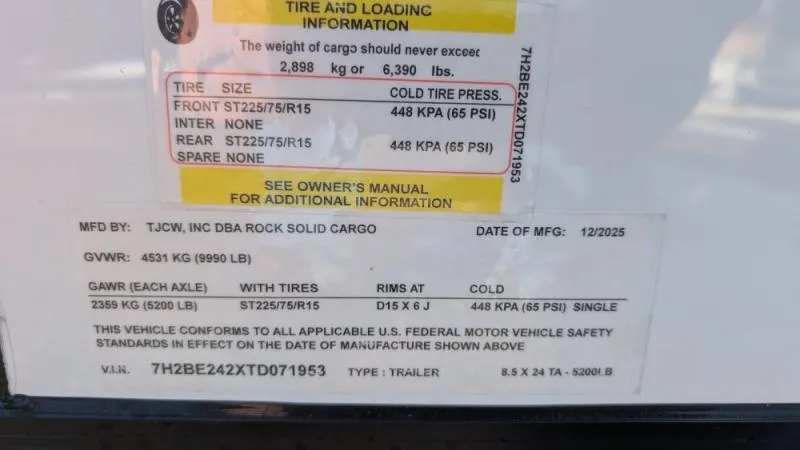 TIRE AND LOADING
INFORMATION
The weight of cargo should never exceed
2,898 kg or 6,390 lbs.
TIRE SIZE COLD TIRE PRESS.
FRONT ST225/75/R15 448 KPA (65 PSI)
INTER NONE
REAR ST225/75/R15 448 KPA (65 PSI)
SPARE NONE
7H2BE242XTD071953
SEE OWNER'S MANUAL
FOR ADDITIONAL INFORMATION
MFD BY: TJCW, INC DBA ROCK SOLID CARGO DATE OF MFG: 12/2025
GVWR: 4531 KG (9990 LB)
GAWR (EACH AXLE) WITH TIRES RIMS AT COLD
2359 KG (5200 LB) ST225/75/R15 D15 X 6 J 448 KPA (65 PSI) SINGLE
THIS VEHICLE CONFORMS TO ALL APPLICABLE U.S. FEDERAL MOTOR VEHICLE SAFETY
STANDARDS IN EFFECT ON THE DATE OF MANUFACTURE SHOWN ABOVE
V.I.N. 7H2BE242XTD071953 TYPE : TRAILER 8.5 X 24 TA - 5200LB